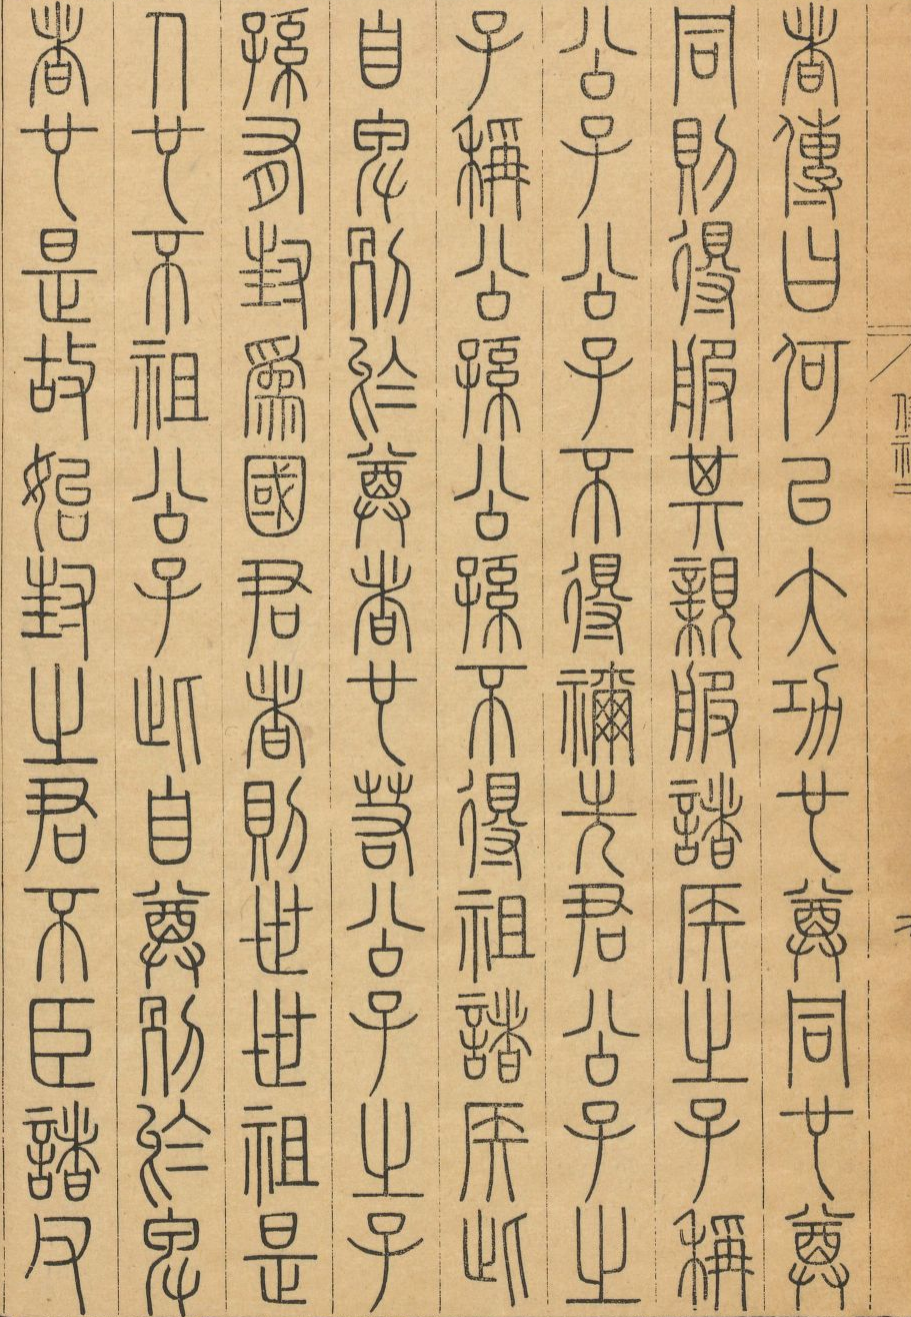 者傳曰何以大功也尊同也尊
同則得服其親服諸侯之子稱
公子公子不得禰先君公子之
子稱公孫公孫不得祖諸侯此
自卑別於尊者也若公子之子
孫有封為國君者則世世祖是
人也不祖公子此自尊別於卑
者也是故始封之君不臣諸父